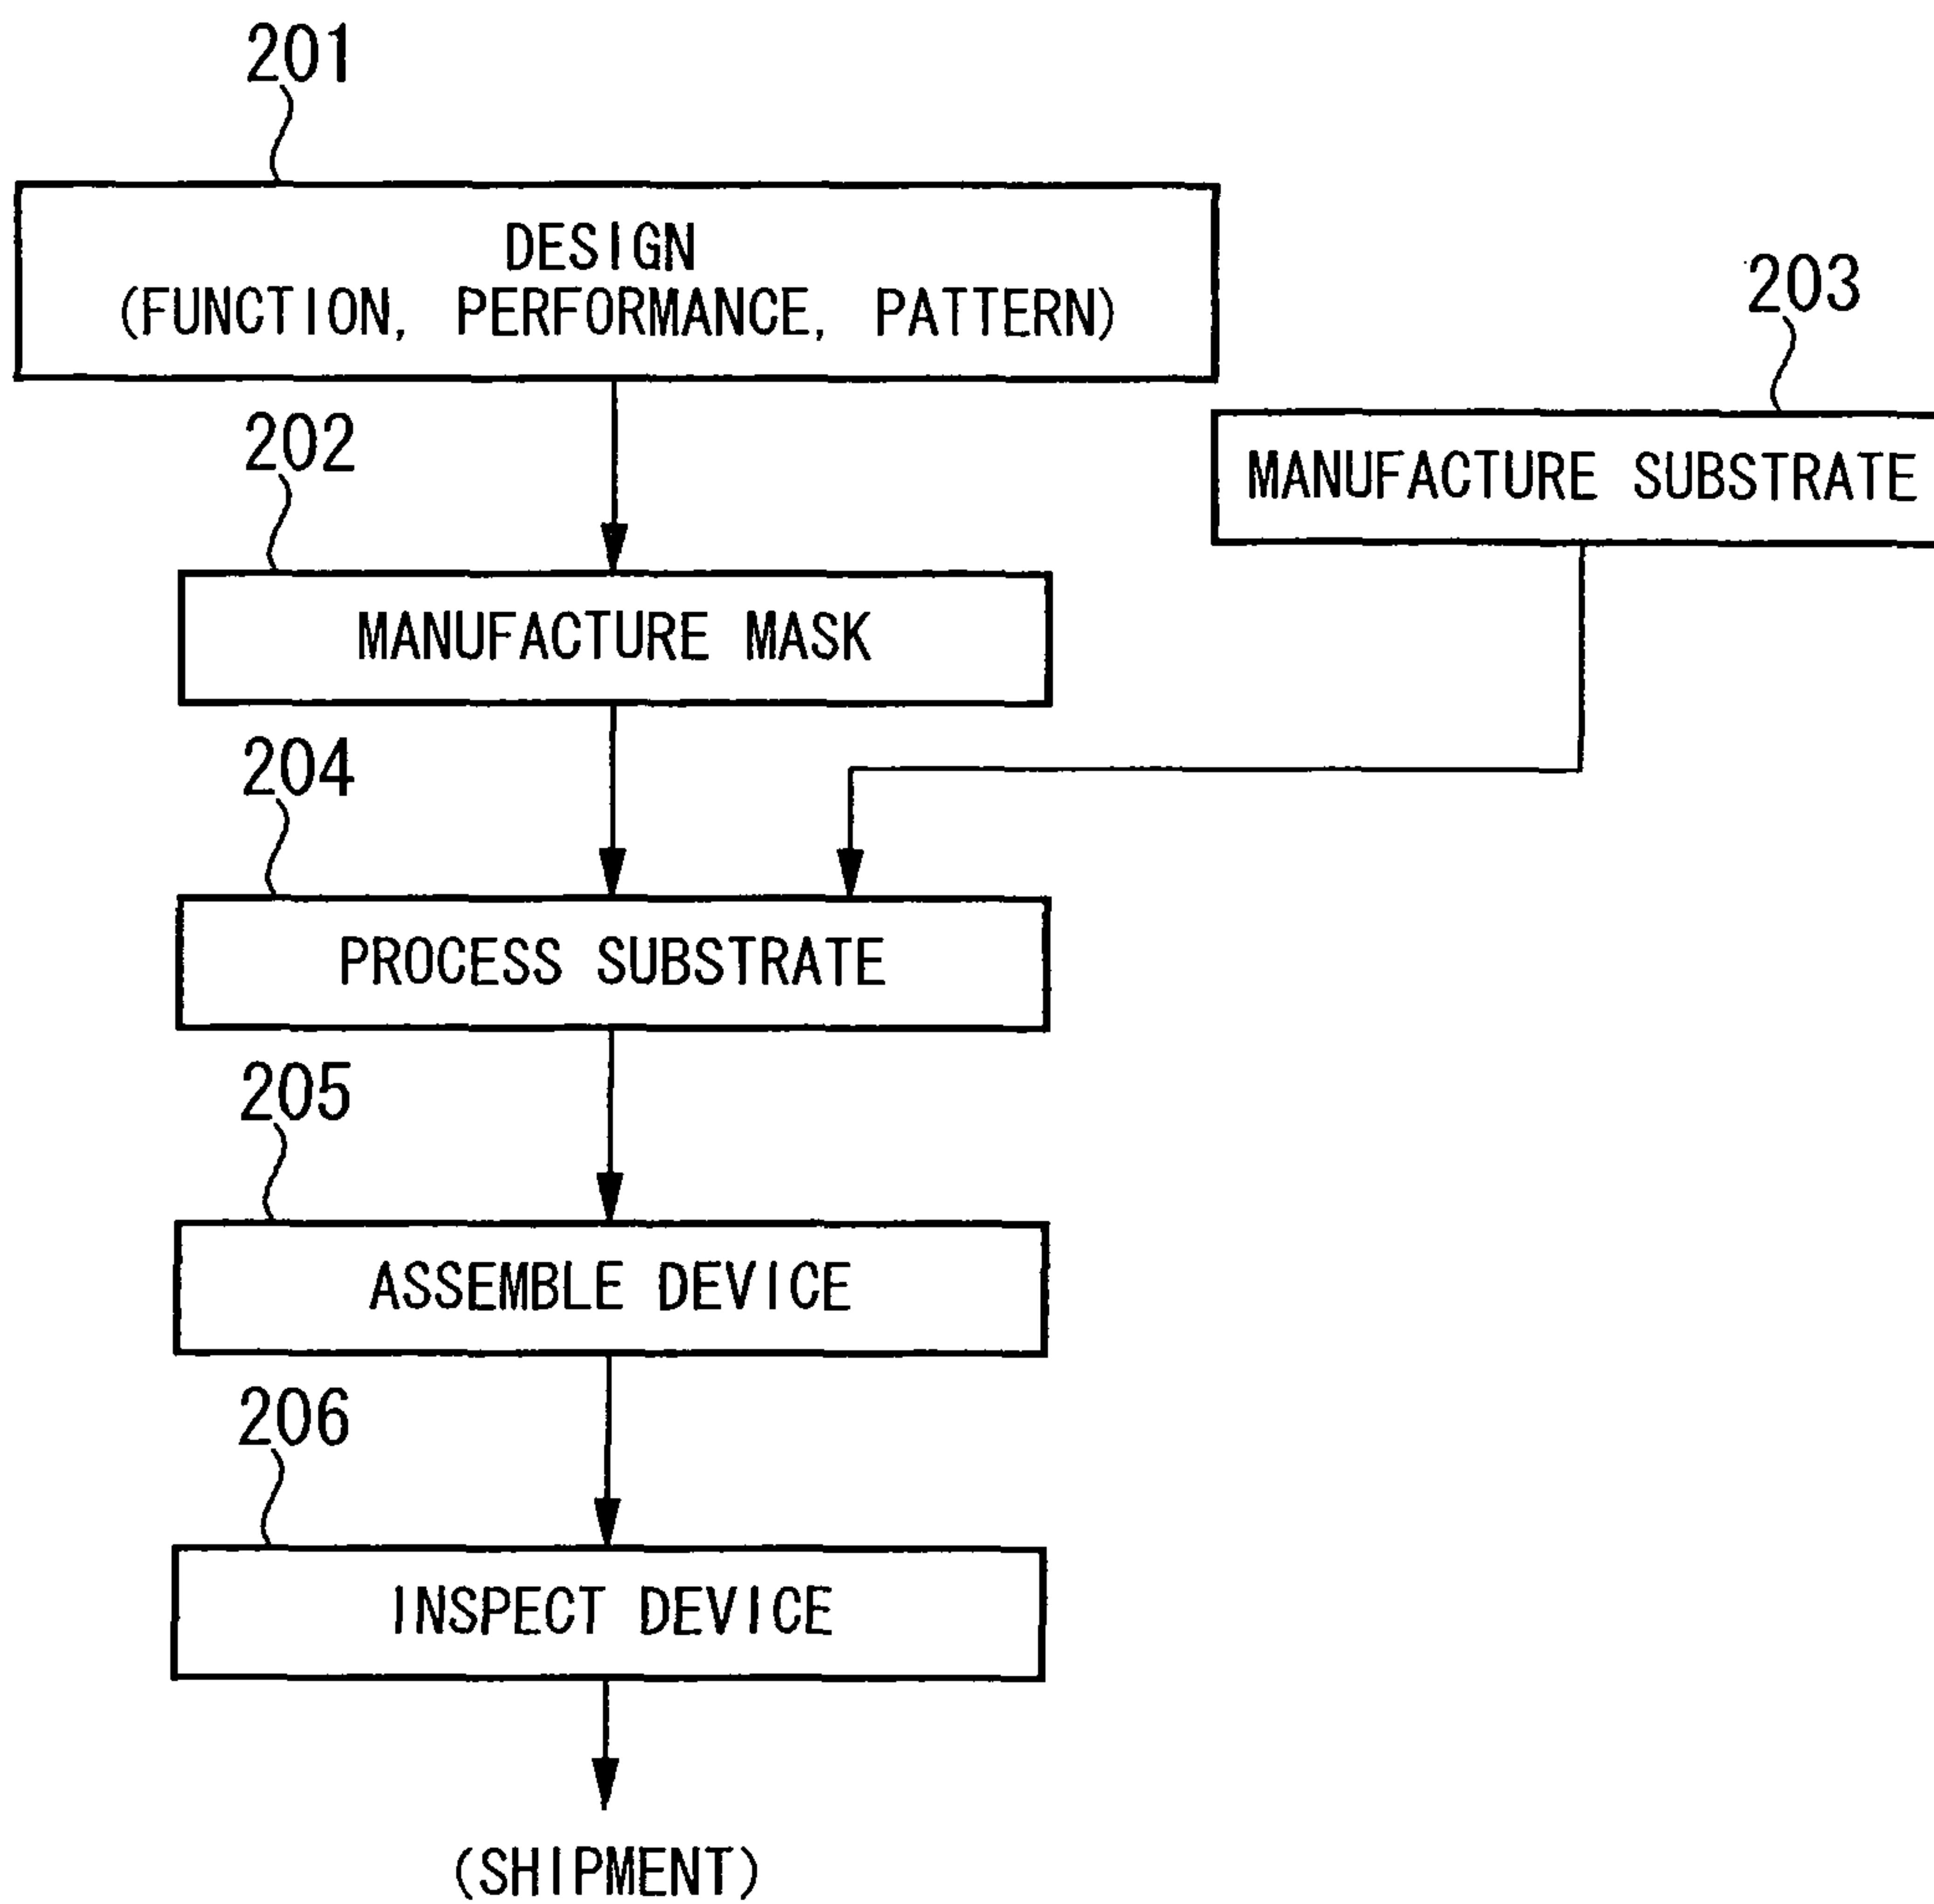 201
DESIGN
(FUNCTION, PERFORMANCE, PATTERN)
203
MANUFACTURE SUBSTRATE
202
MANUFACTURE MASK
204
PROCESS SUBSTRATE
205
ASSEMBLE DEVICE
206
INSPECT DEVICE
(SHIPMENT)